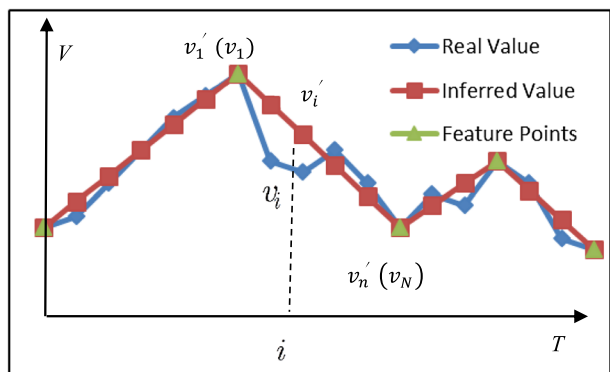 V
v₁′ (v₁)
vᵢ′
Real Value
Inferred Value
Feature Points
vᵢ
vₙ′ (v_N)
i
T